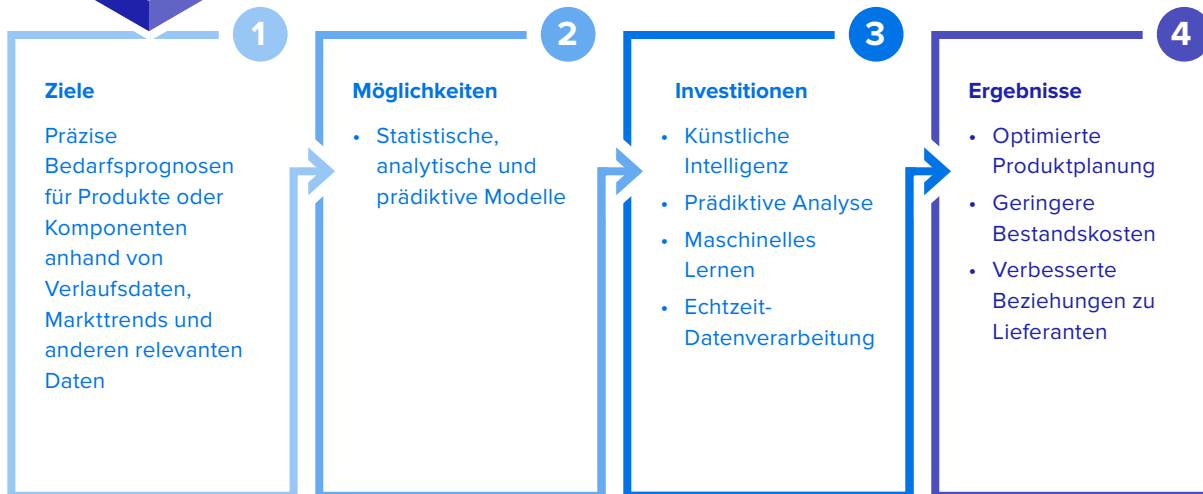 1
Ziele
Präzise
Bedarfsprognosen
für Produkte oder
Komponenten
anhand von
Verlaufsdaten,
Markttrends und
anderen relevanten
Daten
2
Möglichkeiten
• Statistische,
analytische und
prädiktive Modelle
3
Investitionen
• Künstliche
Intelligenz
• Prädiktive Analyse
• Maschinelles
Lernen
• Echtzeit-
Datenverarbeitung
4
Ergebnisse
• Optimierte
Produktplanung
• Geringere
Bestandskosten
• Verbesserte
Beziehungen zu
Lieferanten